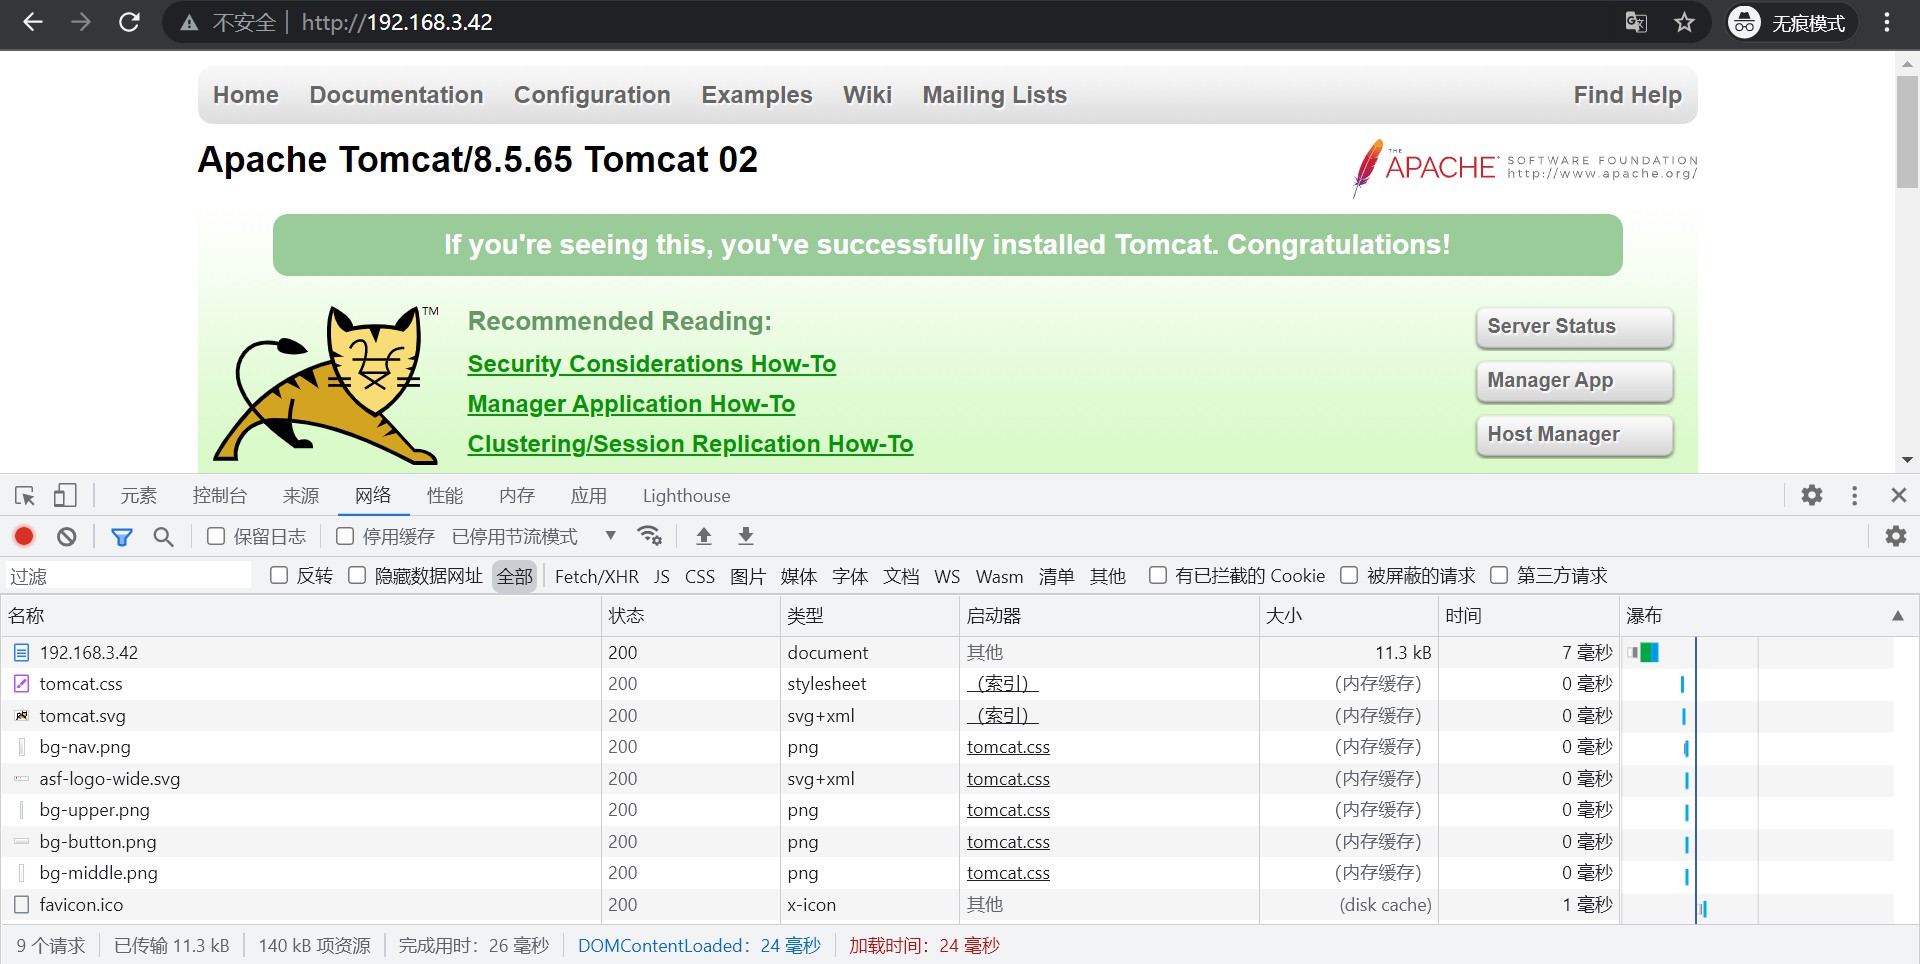 不安全 http://192.168.3.42 无痕模式
Home Documentation Configuration Examples Wiki Mailing Lists Find Help
Apache Tomcat/8.5.65 Tomcat 02
THE APACHE® SOFTWARE FOUNDATION
http://www.apache.org/
If you're seeing this, you've successfully installed Tomcat. Congratulations!
TM
Recommended Reading:
Security Considerations How-To
Manager Application How-To
Clustering/Session Replication How-To
Server Status
Manager App
Host Manager
元素 控制台 来源 网络 性能 内存 应用 Lighthouse
保留日志 停用缓存 已停用节流模式
过滤 反转 隐藏数据网址 全部 Fetch/XHR JS CSS 图片 媒体 字体 文档 WS Wasm 清单 其他 有已拦截的 Cookie 被屏蔽的请求 第三方请求
名称 状态 类型 启动器 大小 时间 瀑布
192.168.3.42 200 document 其他 11.3 kB 7 毫秒
tomcat.css 200 stylesheet （索引） （内存缓存） 0 毫秒
tomcat.svg 200 svg+xml （索引） （内存缓存） 0 毫秒
bg-nav.png 200 png tomcat.css （内存缓存） 0 毫秒
asf-logo-wide.svg 200 svg+xml tomcat.css （内存缓存） 0 毫秒
bg-upper.png 200 png tomcat.css （内存缓存） 0 毫秒
bg-button.png 200 png tomcat.css （内存缓存） 0 毫秒
bg-middle.png 200 png tomcat.css （内存缓存） 0 毫秒
favicon.ico 200 x-icon 其他 (disk cache) 1 毫秒
9 个请求 已传输 11.3 kB 140 kB 项资源 完成用时：26 毫秒 DOMContentLoaded：24 毫秒 加载时间：24 毫秒